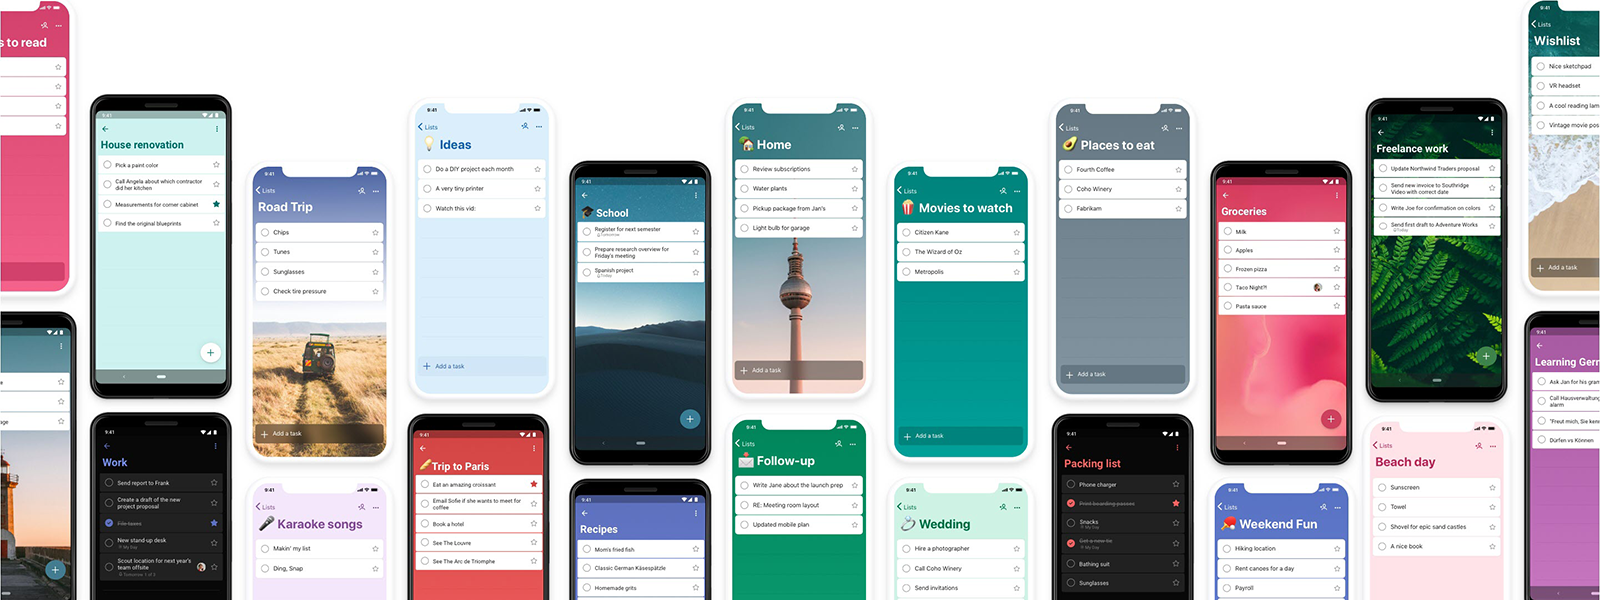 s to read
House renovation
Pick a paint color
Call Angela about which contractor
did her kitchen
Measurements for corner cabinet
Find the original blueprints
9:41
Work
Send report to Frank
Create a draft of the new
project proposal
File taxes
New stand-up desk
My Day
Scout location for next year's
team offsite
Tomorrow 1 of 5
9:41
Lists
Road Trip
Chips
Tunes
Sunglasses
Check tire pressure
Add a task
9:41
Lists
Karaoke songs
Makin' my list
Ding, Snap
9:41
Lists
Ideas
Do a DIY project each month
A very tiny printer
Watch this vid:
Add a task
9:41
Trip to Paris
Eat an amazing croissant
Email Sofie if she wants to meet for
coffee
Book a hotel
See The Louvre
See The Arc de Triomphe
9:41
School
Register for next semester
Tomorrow
Prepare research overview for
Friday's meeting
Spanish project
Today
9:41
Recipes
Mom's fried fish
Classic German Käsespätzle
Homemade grits
9:41
Lists
Home
Review subscriptions
Water plants
Pickup package from Jan's
Light bulb for garage
Add a task
9:41
Lists
Follow-up
Write Jane about the launch prep
RE: Meeting room layout
Updated mobile plan
9:41
Lists
Movies to watch
Citizen Kane
The Wizard of Oz
Metropolis
Add a task
9:41
Lists
Wedding
Hire a photographer
Call Coho Winery
Send invitations
9:41
Lists
Places to eat
Fourth Coffee
Coho Winery
Fabrikam
Add a task
9:41
Packing list
Phone charger
Print boarding passes
Snacks
My Day
Get a new tie
My Day
Bathing suit
Sunglasses
9:41
Groceries
Milk
Apples
Frozen pizza
Taco Night?!
Pasta sauce
9:41
Lists
Weekend Fun
Hiking location
Rent canoes for a day
Payroll
9:41
Freelance work
Update Northwind Traders proposal
Send new invoice to Southridge
Video with correct date
Write Joe for confirmation on colors
Send first draft to Adventure Works
Today
9:41
Lists
Beach day
Sunscreen
Towel
Shovel for epic sand castles
A nice book
9:41
Lists
Wishlist
Nice sketchpad
VR headset
A cool reading lam
Vintage movie pos
Add a task
9:41
Learning Gern
Ask Jan for his gran
Call Hausverwaltung
alarm
"Freut mich, Sie kenn
Dürfen vs Können